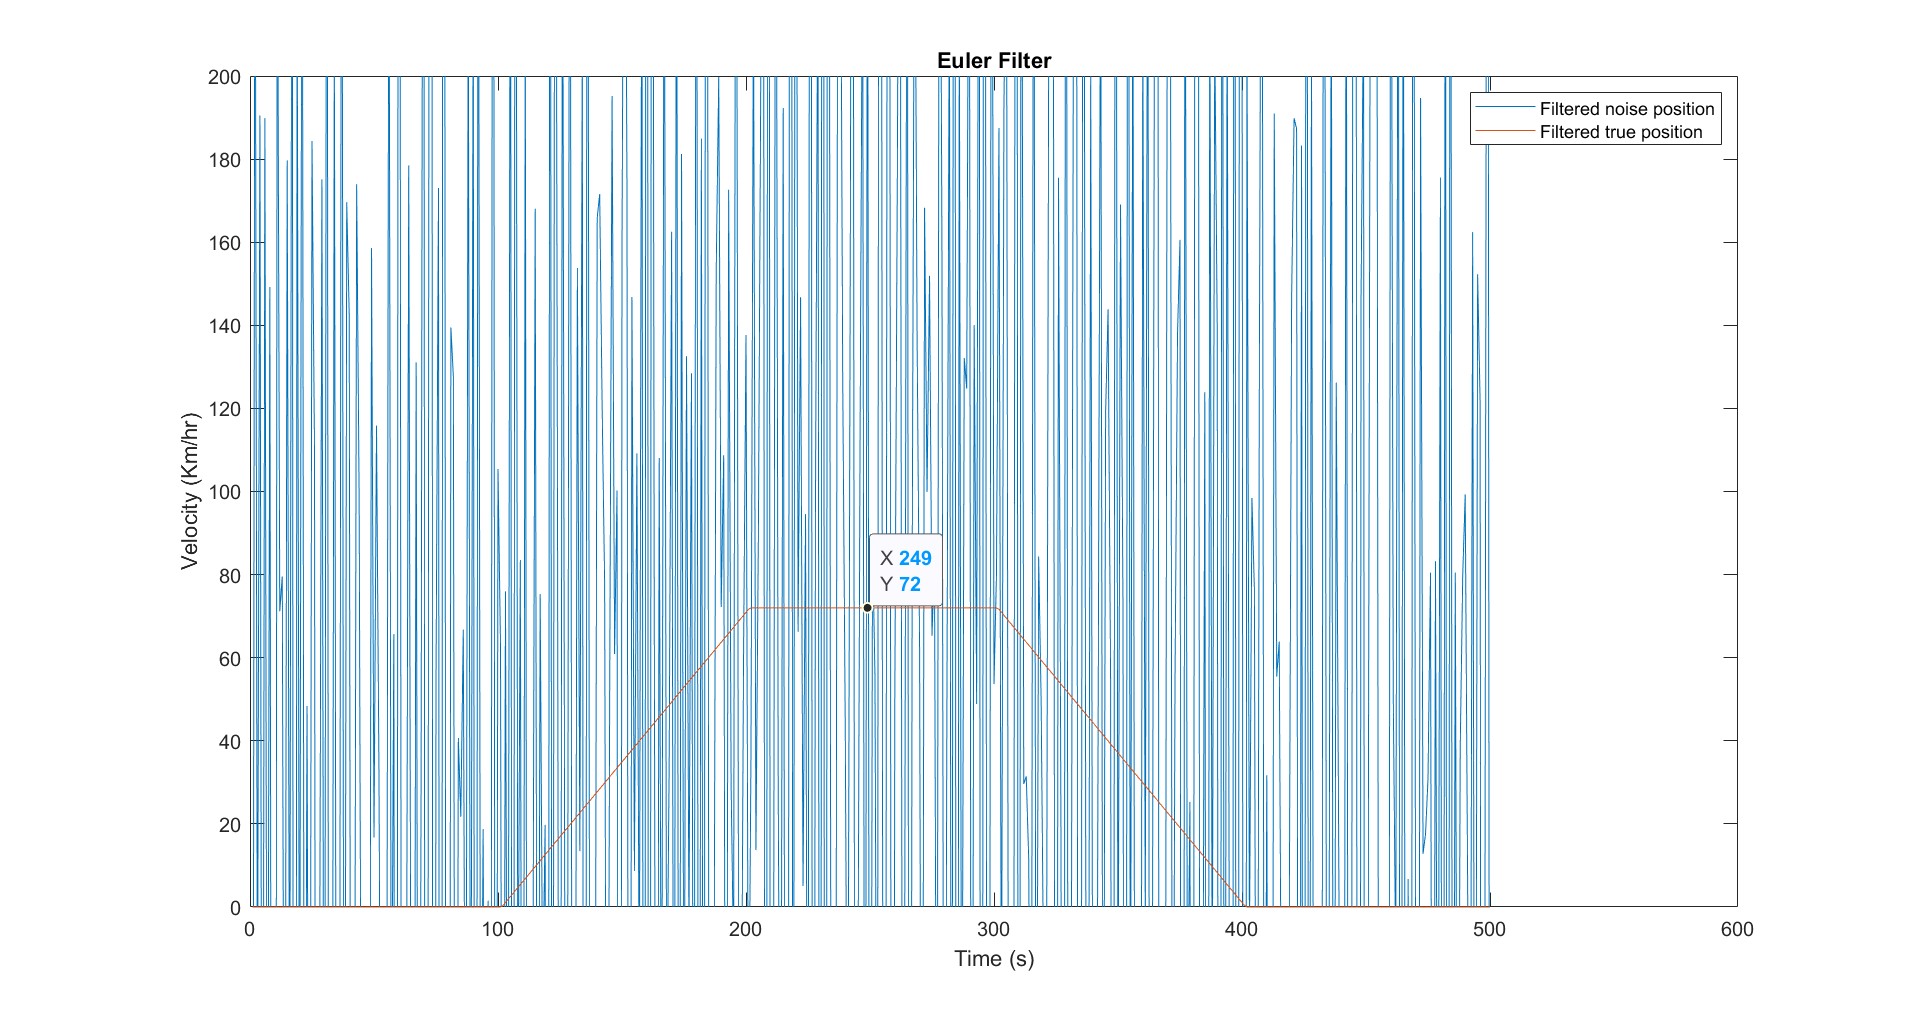 Euler Filter
200
180
160
140
120
100
80
60
40
20
0
Velocity (Km/hr)
Filtered noise position
Filtered true position
X 249
Y 72
0 100 200 300 400 500 600
Time (s)